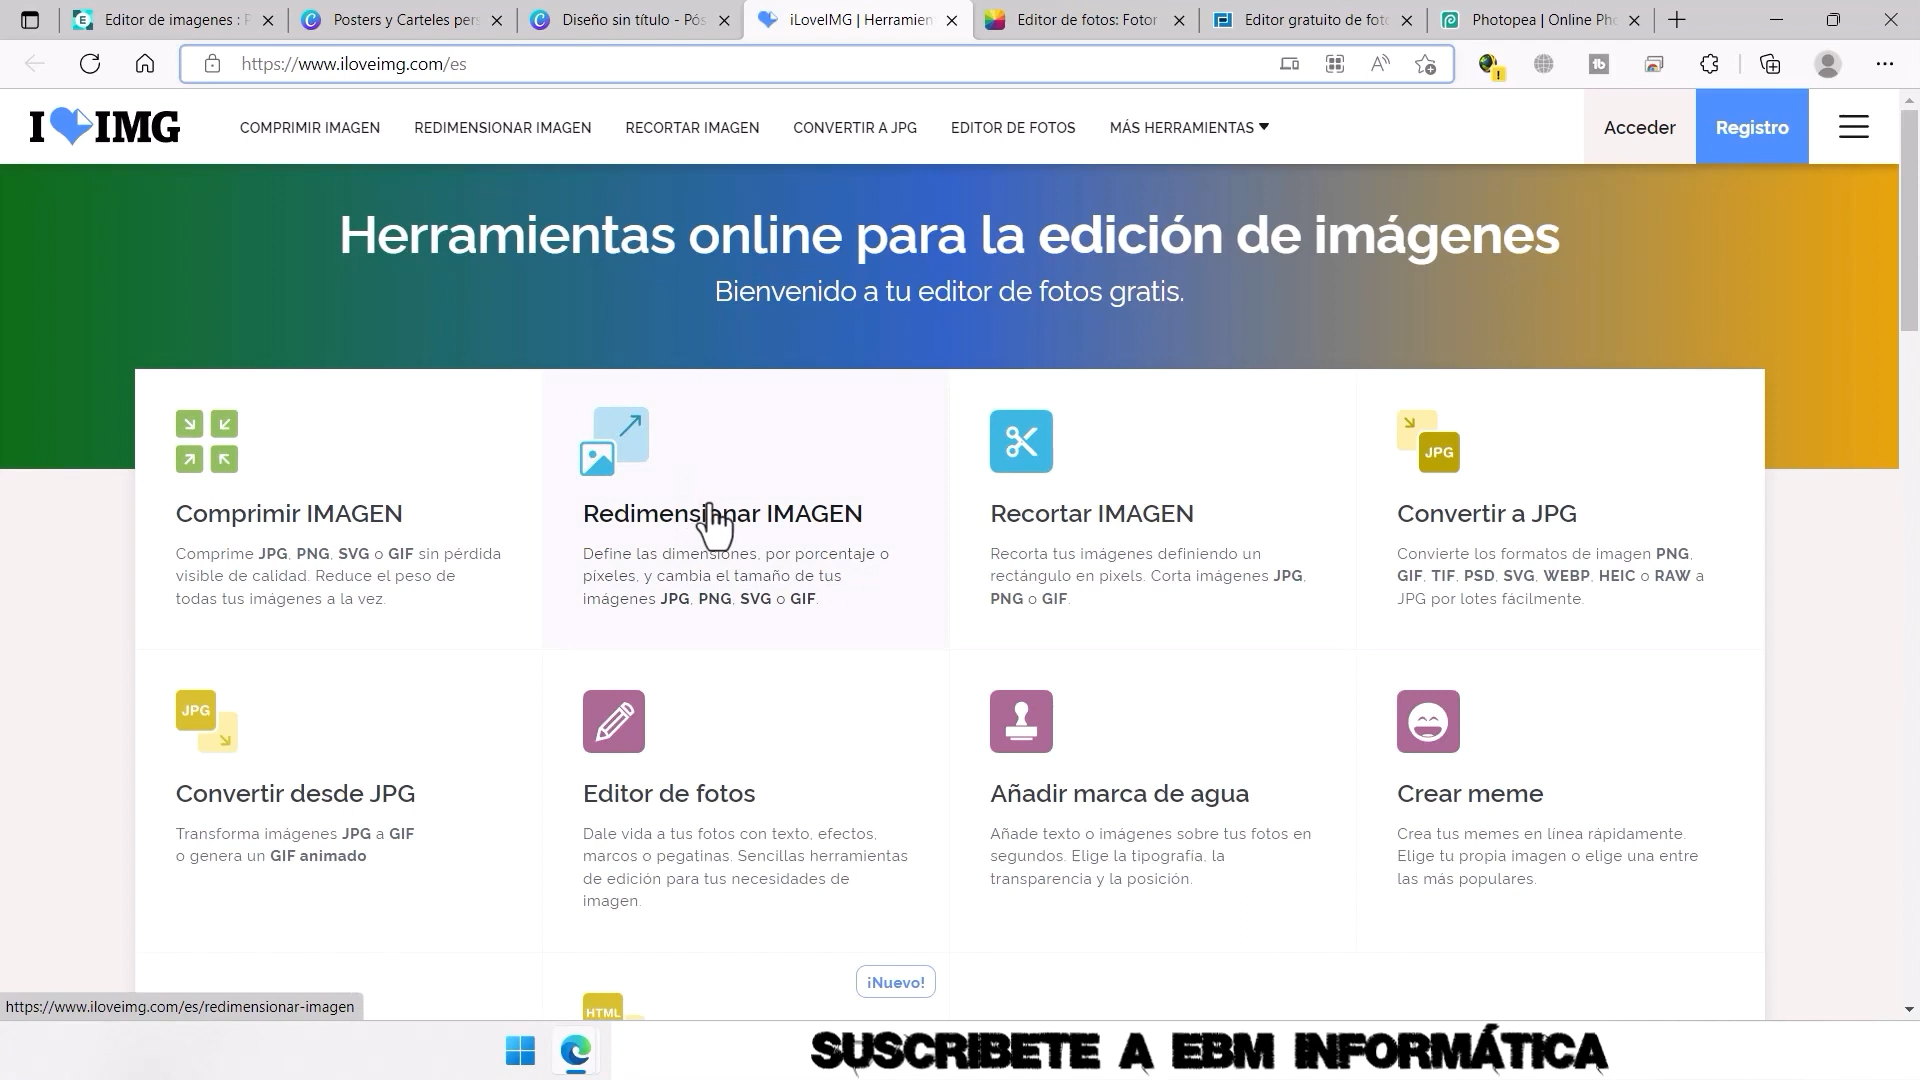 Editor de imagenes : P
Posters y Carteles pers
Diseño sin título - Pós
iLoveIMG | Herramien
Editor de fotos: Fotor
Editor gratuito de foto
Photopea | Online Pho
https://www.iloveimg.com/es
I IMG
COMPRIMIR IMAGEN
REDIMENSIONAR IMAGEN
RECORTAR IMAGEN
CONVERTIR A JPG
EDITOR DE FOTOS
MÁS HERRAMIENTAS
Acceder
Registro
Herramientas online para la edición de imágenes
Bienvenido a tu editor de fotos gratis.
Comprimir IMAGEN
Comprime JPG, PNG, SVG o GIF sin pérdida
visible de calidad. Reduce el peso de
todas tus imágenes a la vez.
Redimensionar IMAGEN
Define las dimensiones, por porcentaje o
píxeles, y cambia el tamaño de tus
imágenes JPG, PNG, SVG o GIF.
Recortar IMAGEN
Recorta tus imágenes definiendo un
rectángulo en pixels. Corta imágenes JPG,
PNG o GIF.
JPG
Convertir a JPG
Convierte los formatos de imagen PNG,
GIF, TIF, PSD, SVG, WEBP, HEIC o RAW a
JPG por lotes fácilmente.
JPG
Convertir desde JPG
Transforma imágenes JPG a GIF
o genera un GIF animado
Editor de fotos
Dale vida a tus fotos con texto, efectos,
marcos o pegatinas. Sencillas herramientas
de edición para tus necesidades de
imagen.
Añadir marca de agua
Añade texto o imágenes sobre tus fotos en
segundos. Elige la tipografía, la
transparencia y la posición.
Crear meme
Crea tus memes en línea rápidamente.
Elige tu propia imagen o elige una entre
las más populares.
¡Nuevo!
HTML
https://www.iloveimg.com/es/redimensionar-imagen
SUSCRIBETE A EBM INFORMÁTICA